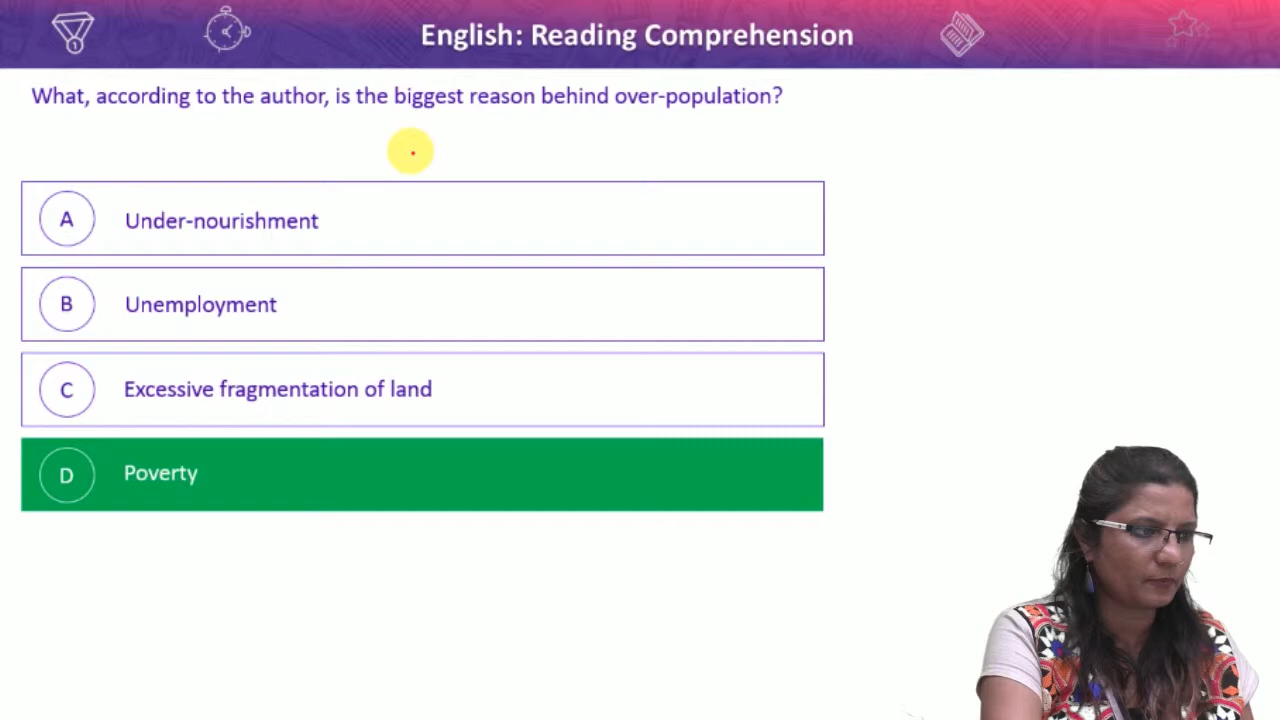 English: Reading Comprehension
What, according to the author, is the biggest reason behind over-population?
A Under-nourishment
B Unemployment
C Excessive fragmentation of land
D Poverty